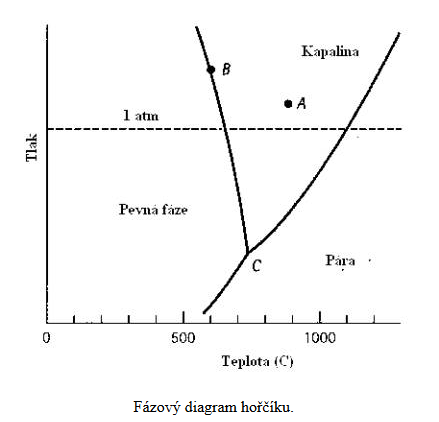 Kapalina
B
A
1 atm
Tlak
Pevná fáze
C
Pára
0
500
1000
Teplota (C)
Fázový diagram hořčíku.